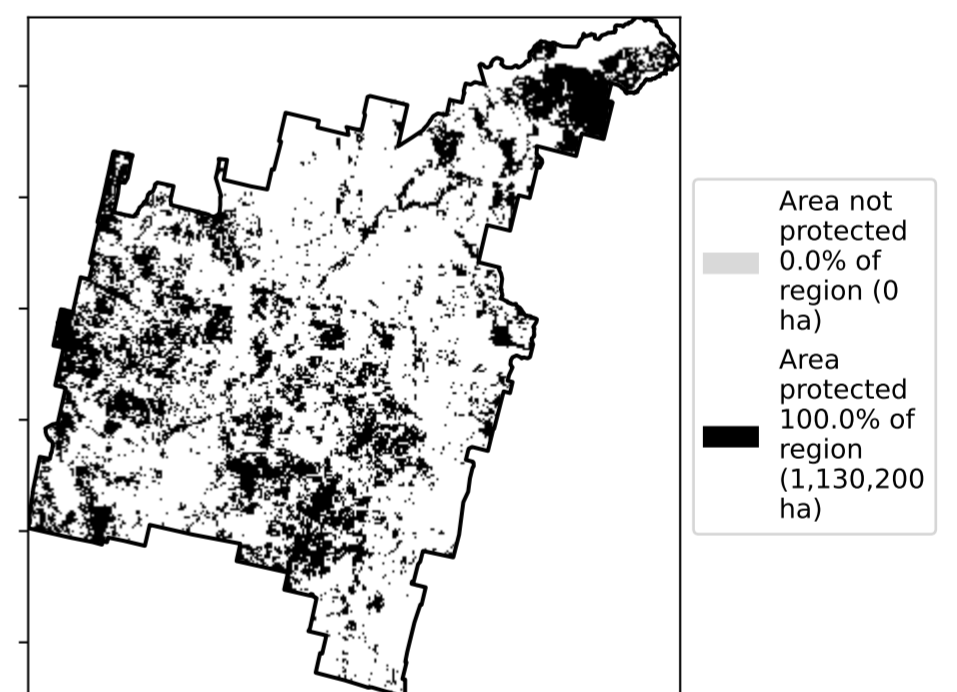 Area not
protected
0.0% of
region (0
ha)
Area
protected
100.0% of
region
(1,130,200
ha)